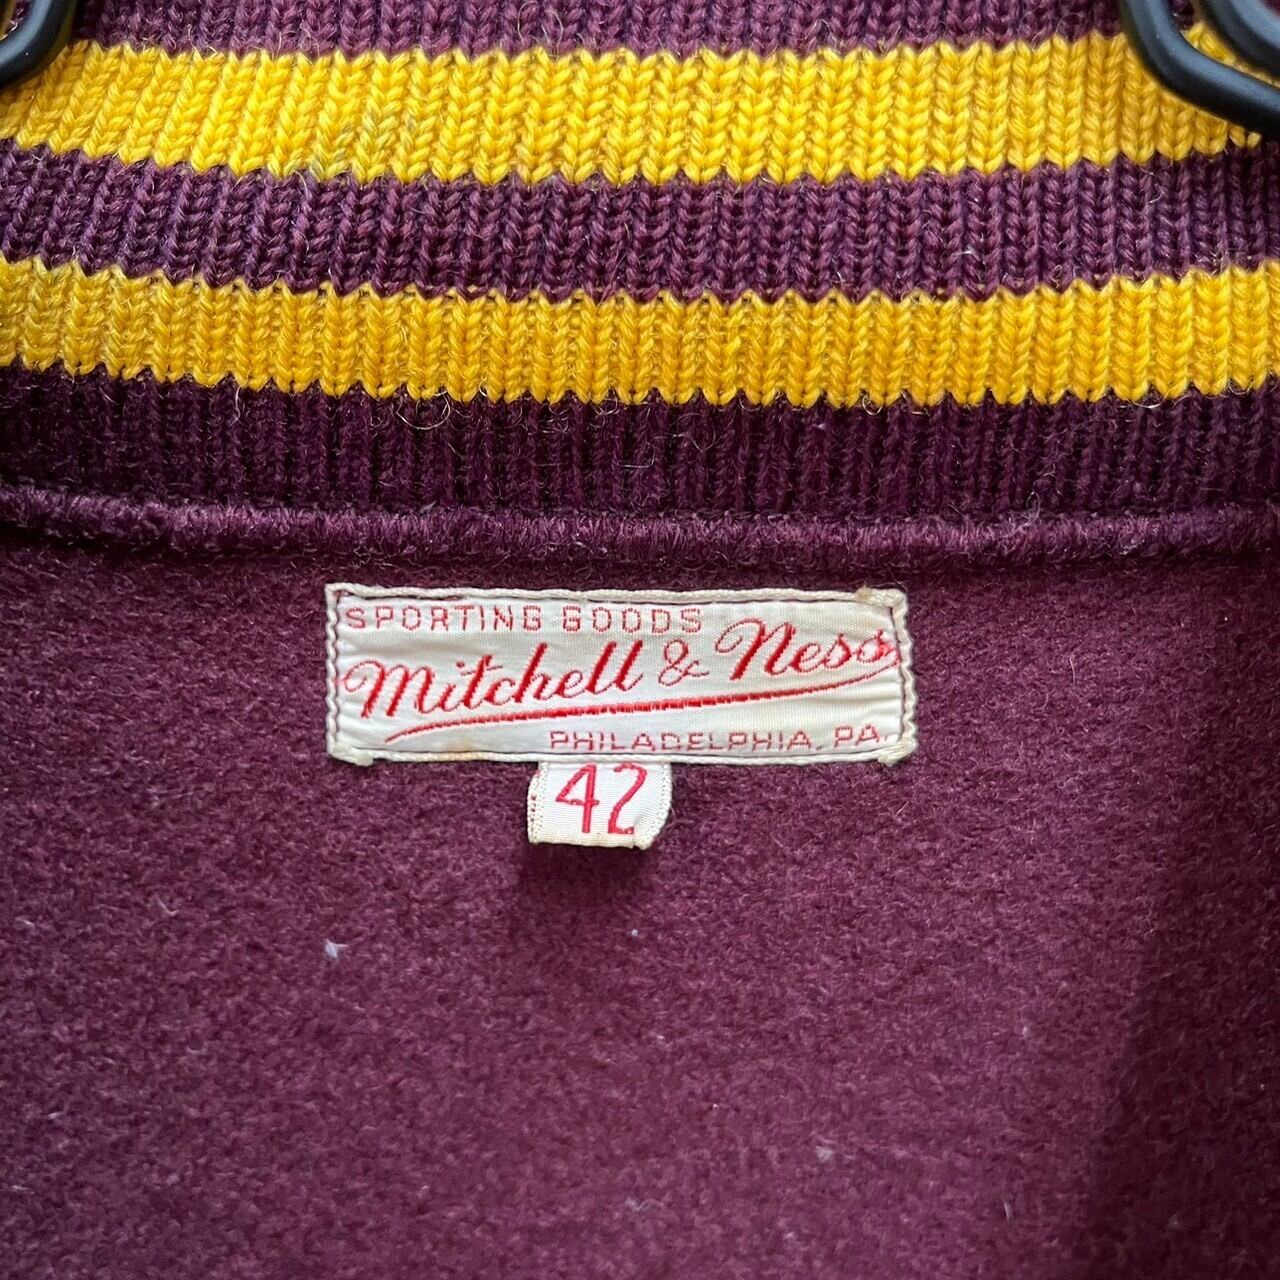 SPORTING GOODS
Mitchell & Ness
PHILADELPHIA, PA.
42